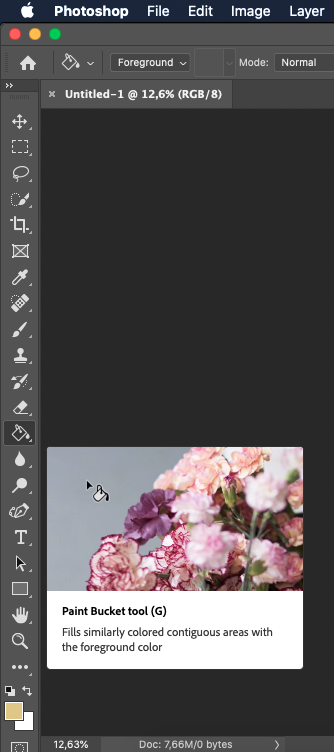 Photoshop File Edit Image Layer
Foreground Mode: Normal
Untitled-1 @ 12,6% (RGB/8)
T
Paint Bucket tool (G)
Fills similarly colored contiguous areas with
the foreground color
12,63% Doc: 7,66M/0 bytes